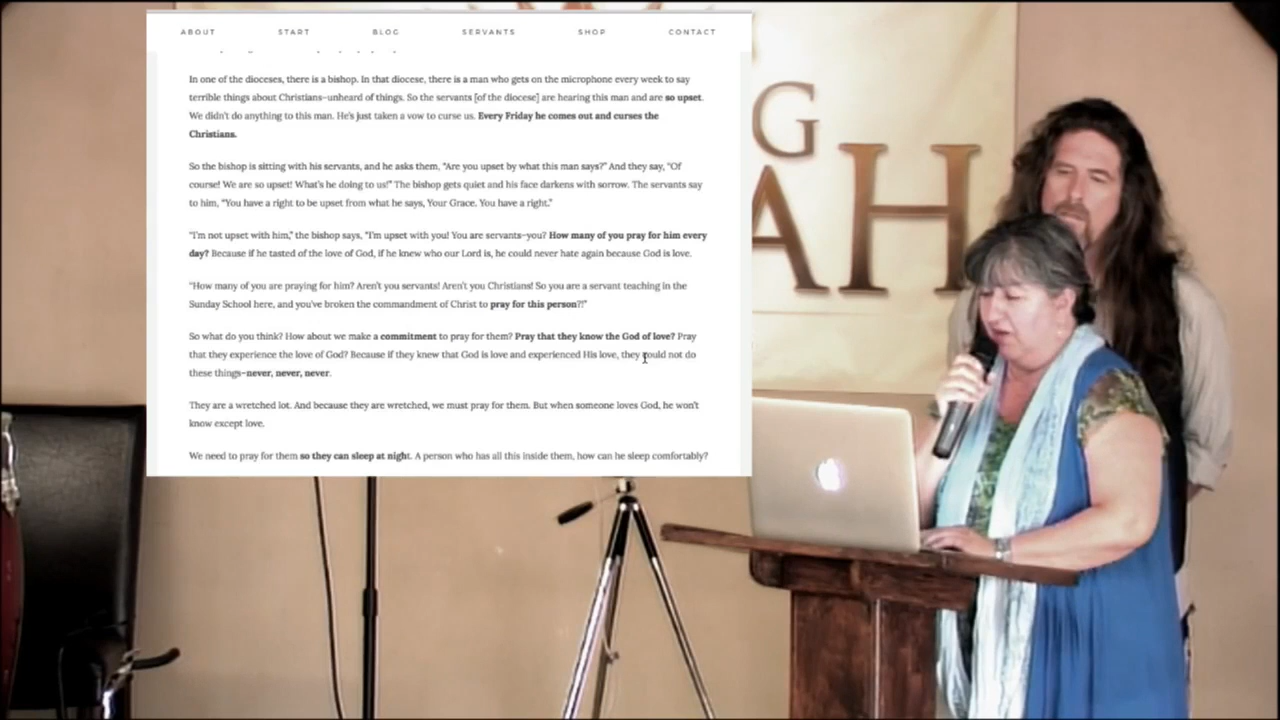 ABOUT START BLOG SERVANTS SHOP CONTACT
In one of the dioceses, there is a bishop. In that diocese, there is a man who gets on the microphone every week to say
terrible things about Christians–unheard of things. So the servants [of the diocese] are hearing this man and are so upset.
We didn't do anything to this man. He's just taken a vow to curse us. Every Friday he comes out and curses the
Christians.
So the bishop is sitting with his servants, and he asks them, "Are you upset by what this man says?" And they say, "Of
course! We are so upset! What's he doing to us!" The bishop gets quiet and his face darkens with sorrow. The servants say
to him, "You have a right to be upset from what he says, Your Grace. You have a right."
"I'm not upset with him," the bishop says, "I'm upset with you! You are servants–you? How many of you pray for him every
day? Because if he tasted of the love of God, if he knew who our Lord is, he could never hate again because God is love.
"How many of you are praying for him? Aren't you servants! Aren't you Christians! So you are a servant teaching in the
Sunday School here, and you've broken the commandment of Christ to pray for this person?!"
So what do you think? How about we make a commitment to pray for them? Pray that they know the God of love? Pray
that they experience the love of God? Because if they knew that God is love and experienced His love, they could not do
these things–never, never, never.
They are a wretched lot. And because they are wretched, we must pray for them. But when someone loves God, he won't
know except love.
We need to pray for them so they can sleep at night. A person who has all this inside them, how can he sleep comfortably?
G
AH